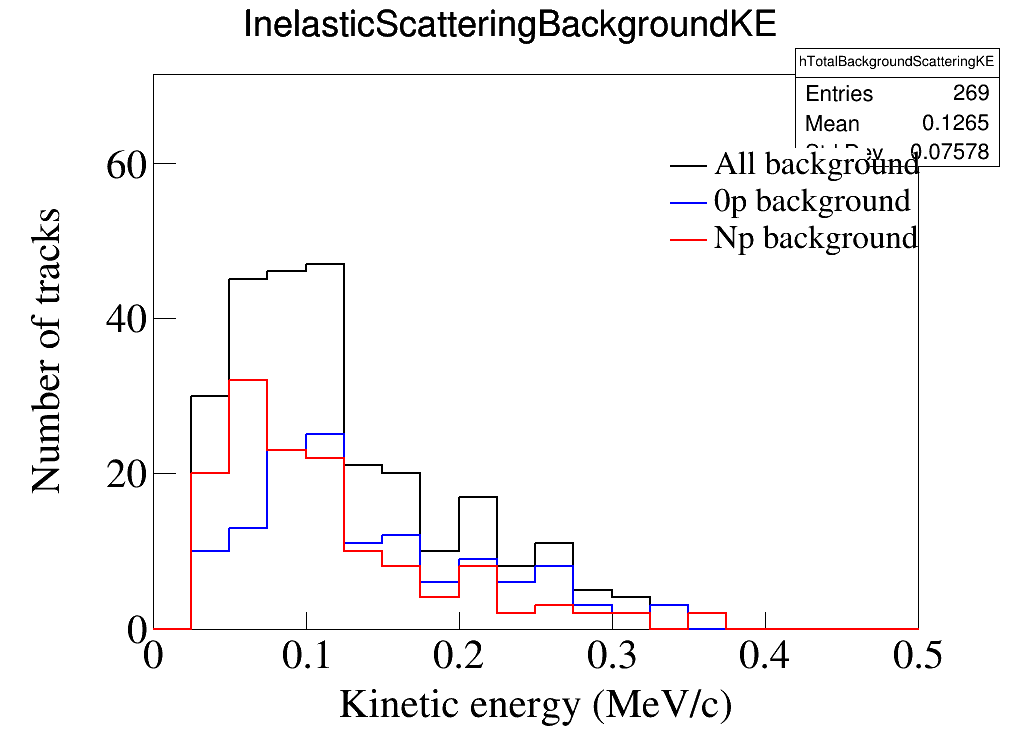 InelasticScatteringBackgroundKE
hTotalBackgroundScatteringKE
Entries 269
Mean 0.1265
0.07578
All background
0p background
Np background
Number of tracks
60
40
20
0
0 0.1 0.2 0.3 0.4 0.5
Kinetic energy (MeV/c)